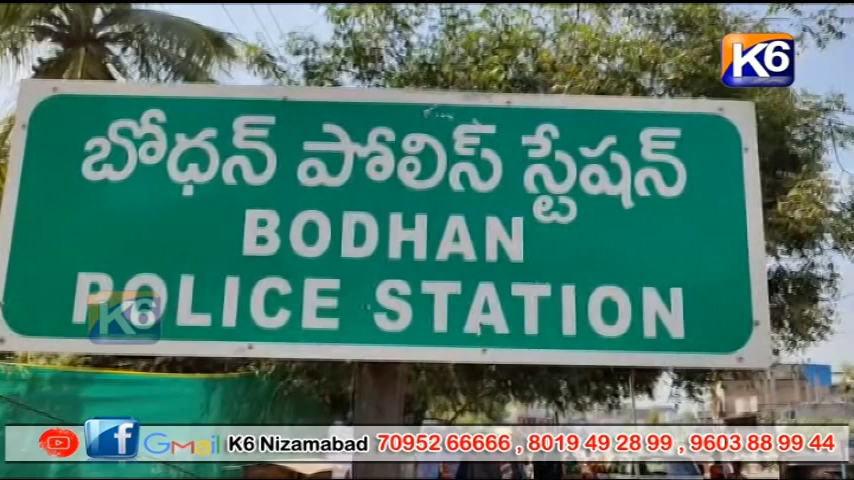 K6
బోధన్ పోలీస్ స్టేషన్
BODHAN
POLICE STATION
K6
f Gmail K6 Nizamabad 70952 66666 , 8019 49 28 99 , 9603 88 99 44